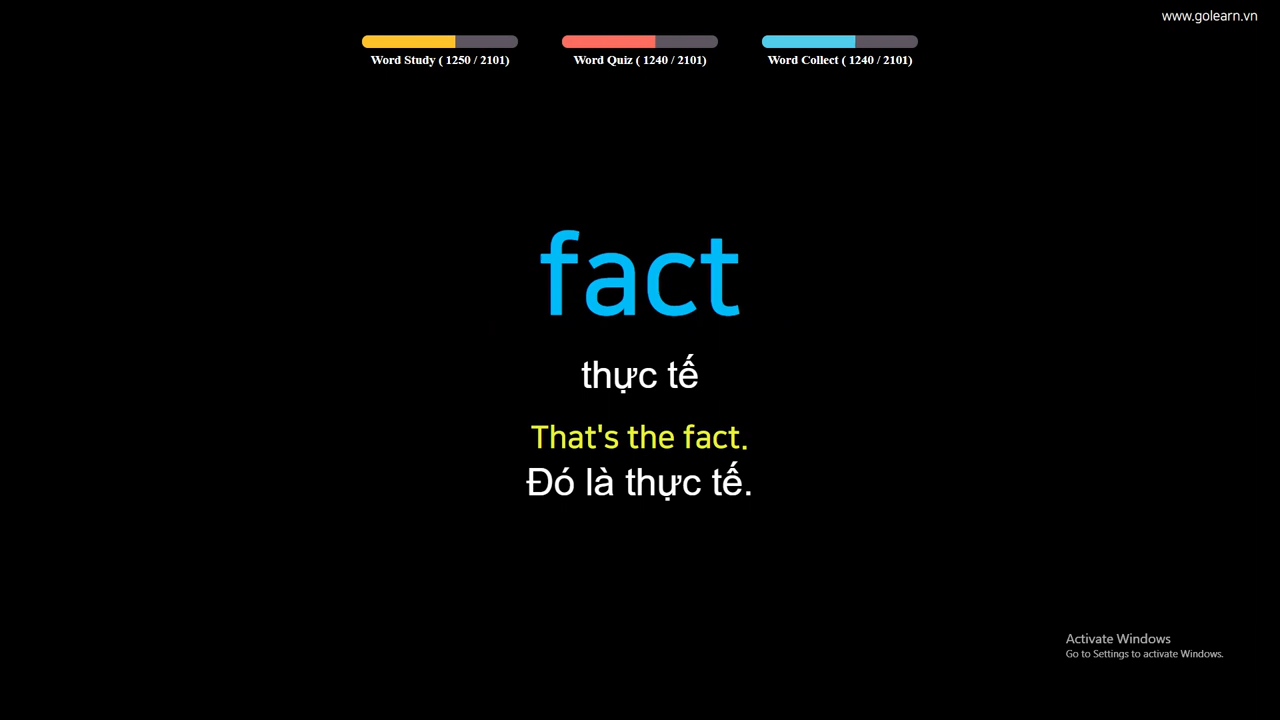 www.golearn.vn
Word Study ( 1250 / 2101)
Word Quiz ( 1240 / 2101)
Word Collect ( 1240 / 2101)
fact
thực tế
That's the fact.
Đó là thực tế.
Activate Windows
Go to Settings to activate Windows.